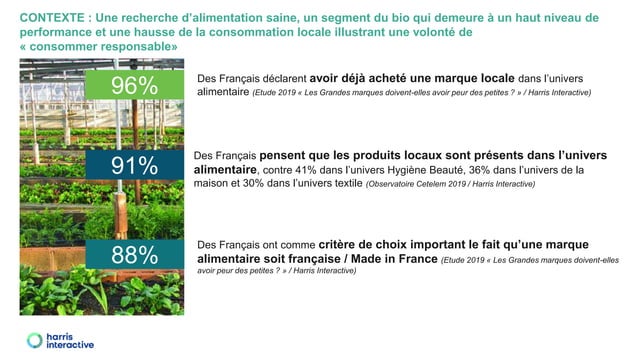 CONTEXTE : Une recherche d’alimentation saine, un segment du bio qui demeure à un haut niveau de
performance et une hausse de la consommation locale illustrant une volonté de
« consommer responsable»
96%
Des Français déclarent avoir déjà acheté une marque locale dans l’univers
alimentaire (Etude 2019 « Les Grandes marques doivent-elles avoir peur des petites ? » / Harris Interactive)
91%
Des Français pensent que les produits locaux sont présents dans l’univers
alimentaire, contre 41% dans l’univers Hygiène Beauté, 36% dans l’univers de la
maison et 30% dans l’univers textile (Observatoire Cetelem 2019 / Harris Interactive)
88%
Des Français ont comme critère de choix important le fait qu’une marque
alimentaire soit française / Made in France (Etude 2019 « Les Grandes marques doivent-elles
avoir peur des petites ? » / Harris Interactive)
harris
interactive